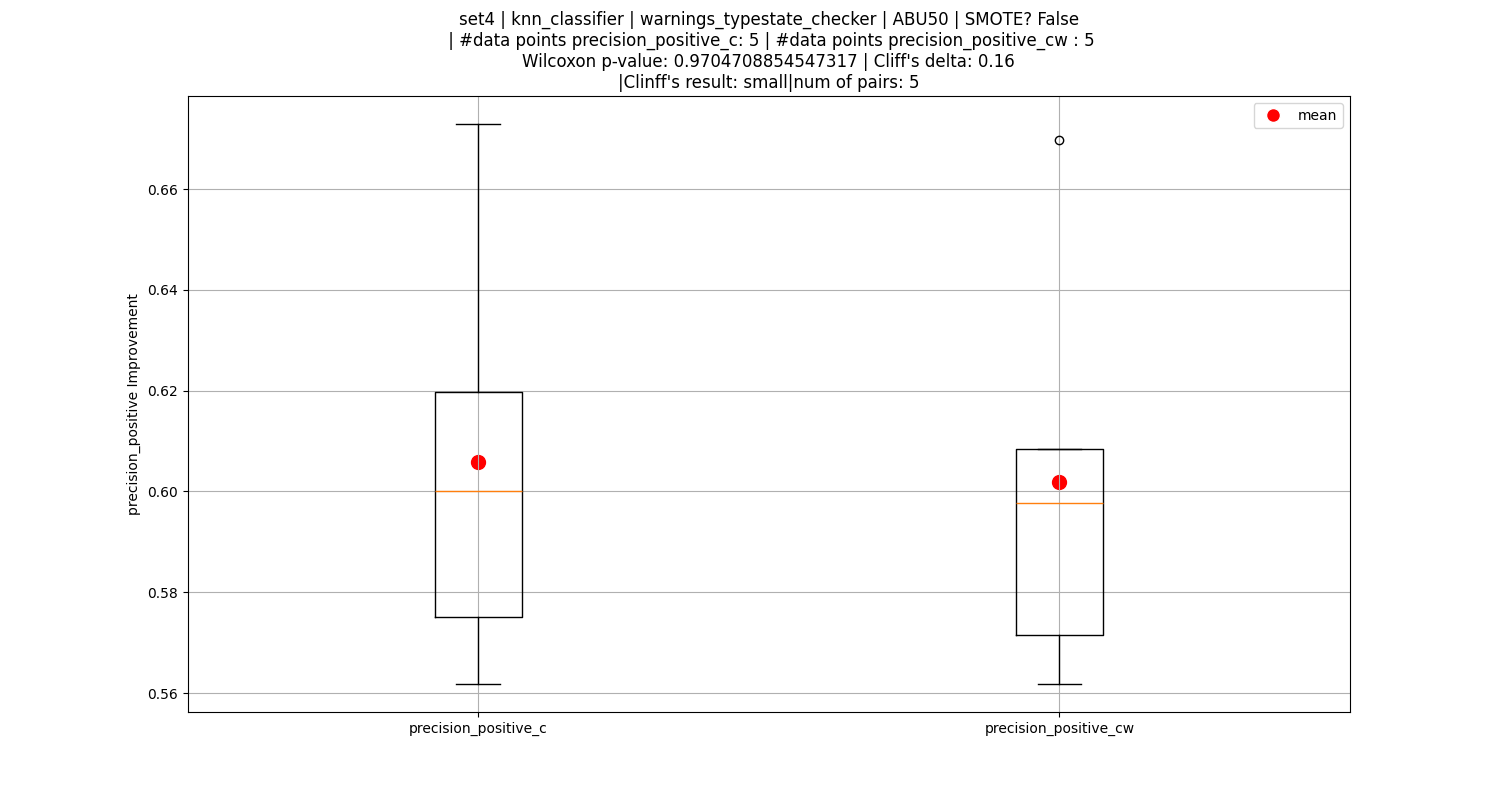 set4 | knn_classifier | warnings_typestate_checker | ABU50 | SMOTE? False
| #data points precision_positive_c: 5 | #data points precision_positive_cw : 5
Wilcoxon p-value: 0.9704708854547317 | Cliff's delta: 0.16
|Clinff's result: small|num of pairs: 5
mean
0.66
0.64
0.62
0.60
0.58
0.56
precision_positive Improvement
precision_positive_c
precision_positive_cw